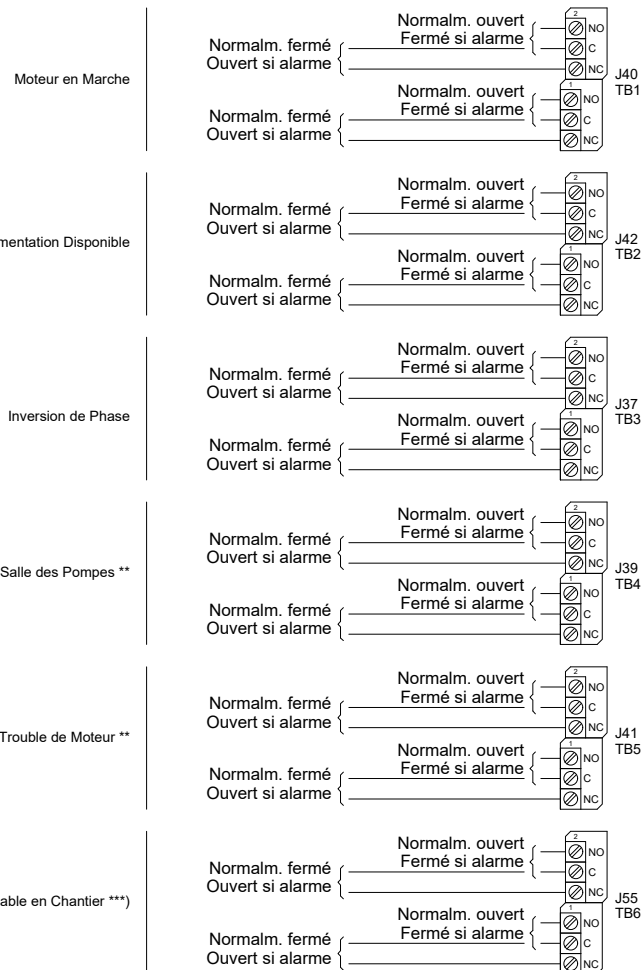 2
Normalm. ouvert
Fermé si alarme
NO
Normalm. fermé
Ouvert si alarme
C
NC
Moteur en Marche
J40
TB1
1
Normalm. ouvert
Fermé si alarme
NO
Normalm. fermé
Ouvert si alarme
C
NC
2
Normalm. ouvert
Fermé si alarme
NO
Normalm. fermé
Ouvert si alarme
C
NC
mentation Disponible
J42
TB2
1
Normalm. ouvert
Fermé si alarme
NO
Normalm. fermé
Ouvert si alarme
C
NC
2
Normalm. ouvert
Fermé si alarme
NO
Normalm. fermé
Ouvert si alarme
C
NC
Inversion de Phase
J37
TB3
1
Normalm. ouvert
Fermé si alarme
NO
Normalm. fermé
Ouvert si alarme
C
NC
2
Normalm. ouvert
Fermé si alarme
NO
Normalm. fermé
Ouvert si alarme
C
NC
Salle des Pompes **
J39
TB4
1
Normalm. ouvert
Fermé si alarme
NO
Normalm. fermé
Ouvert si alarme
C
NC
2
Normalm. ouvert
Fermé si alarme
NO
Normalm. fermé
Ouvert si alarme
C
NC
Trouble de Moteur **
J41
TB5
1
Normalm. ouvert
Fermé si alarme
NO
Normalm. fermé
Ouvert si alarme
C
NC
2
Normalm. ouvert
Fermé si alarme
NO
Normalm. fermé
Ouvert si alarme
C
NC
able en Chantier ***)
J55
TB6
1
Normalm. ouvert
Fermé si alarme
NO
Normalm. fermé
Ouvert si alarme
C
NC